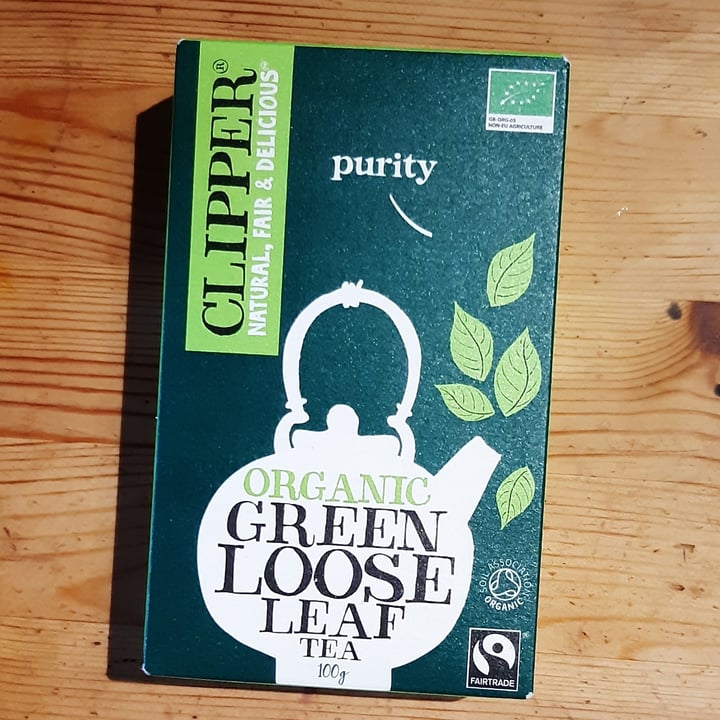 CLIPPER®
NATURAL, FAIR & DELICIOUS™
GB-ORG-05
NON-EU AGRICULTURE
purity
ORGANIC
GREEN
LOOSE
LEAF
TEA
100g
SOIL ASSOCIATION
ORGANIC
FAIRTRADE